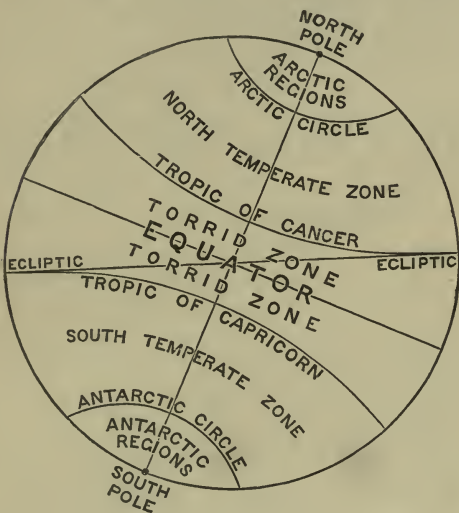 NORTH
POLE
ARCTIC
REGIONS
ARCTIC CIRCLE
NORTH TEMPERATE ZONE
TROPIC OF CANCER
TORRID ZONE
EQUATOR
ECLIPTIC
ECLIPTIC
TORRID ZONE
TROPIC OF CAPRICORN
SOUTH TEMPERATE ZONE
ANTARCTIC CIRCLE
ANTARCTIC
REGIONS
SOUTH
POLE